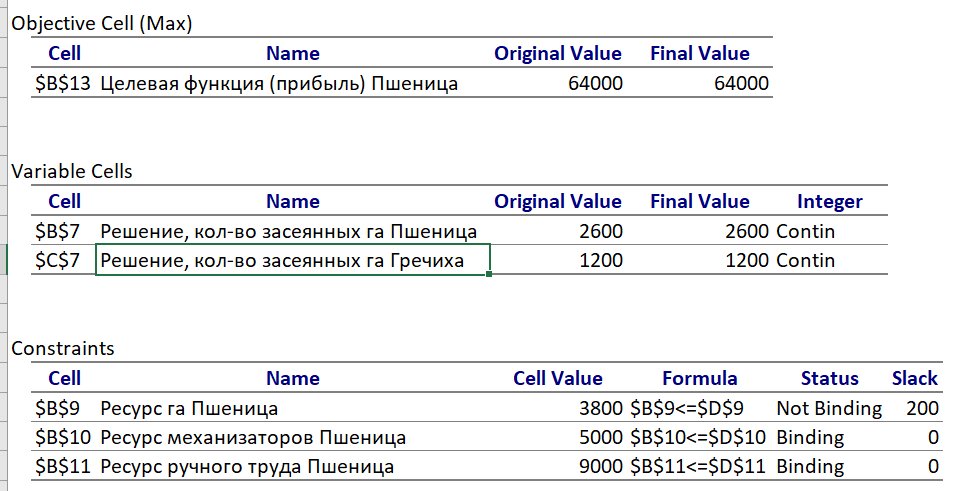 Objective Cell (Max)
Cell Name Original Value Final Value
$B$13 Целевая функция (прибыль) Пшеница 64000 64000
Variable Cells
Cell Name Original Value Final Value Integer
$B$7 Решение, кол-во засеянных га Пшеница 2600 2600 Contin
$C$7 Решение, кол-во засеянных га Гречиха 1200 1200 Contin
Constraints
Cell Name Cell Value Formula Status Slack
$B$9 Ресурс га Пшеница 3800 $B$9<=$D$9 Not Binding 200
$B$10 Ресурс механизаторов Пшеница 5000 $B$10<=$D$10 Binding 0
$B$11 Ресурс ручного труда Пшеница 9000 $B$11<=$D$11 Binding 0